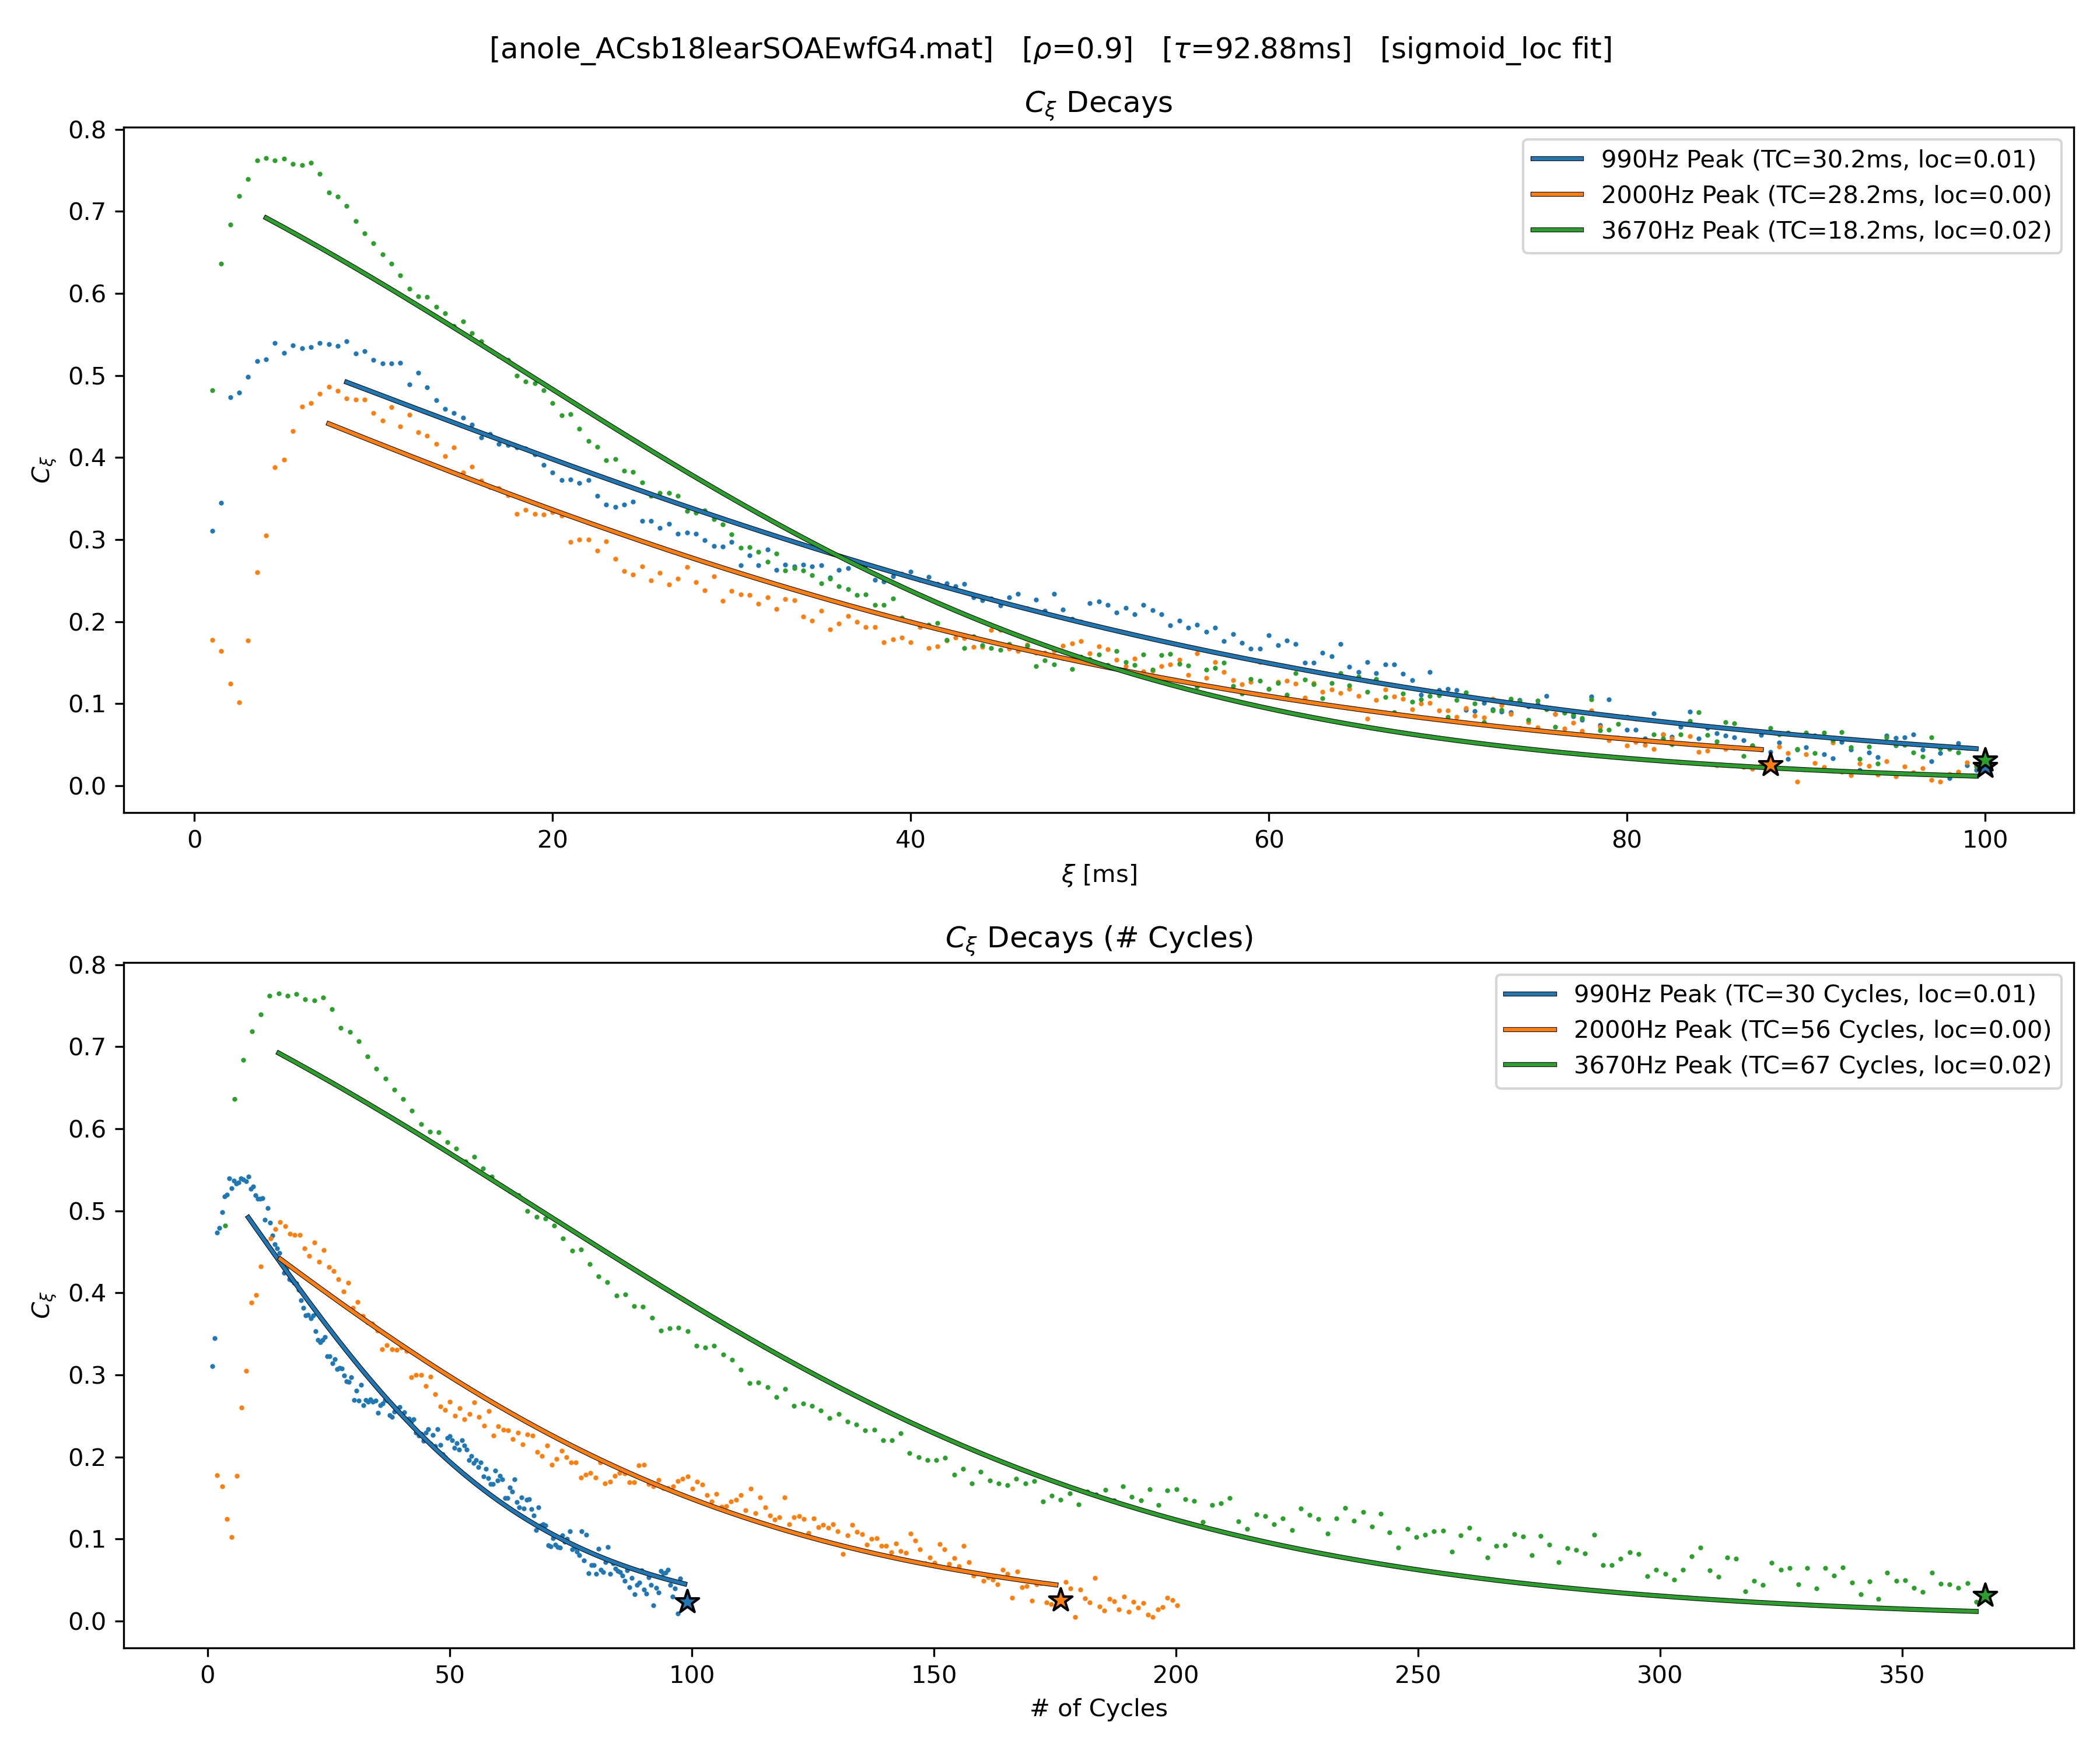 [anole_ACsb18learSOAEwfG4.mat] [ρ=0.9] [τ=92.88ms] [sigmoid_loc fit]
C_ξ Decays
0.8
0.7
0.6
0.5
0.4
0.3
0.2
0.1
0.0
C_ξ
990Hz Peak (TC=30.2ms, loc=0.01)
2000Hz Peak (TC=28.2ms, loc=0.00)
3670Hz Peak (TC=18.2ms, loc=0.02)
0 20 40 60 80 100
ξ [ms]
C_ξ Decays (# Cycles)
0.8
0.7
0.6
0.5
0.4
0.3
0.2
0.1
0.0
C_ξ
990Hz Peak (TC=30 Cycles, loc=0.01)
2000Hz Peak (TC=56 Cycles, loc=0.00)
3670Hz Peak (TC=67 Cycles, loc=0.02)
0 50 100 150 200 250 300 350
# of Cycles